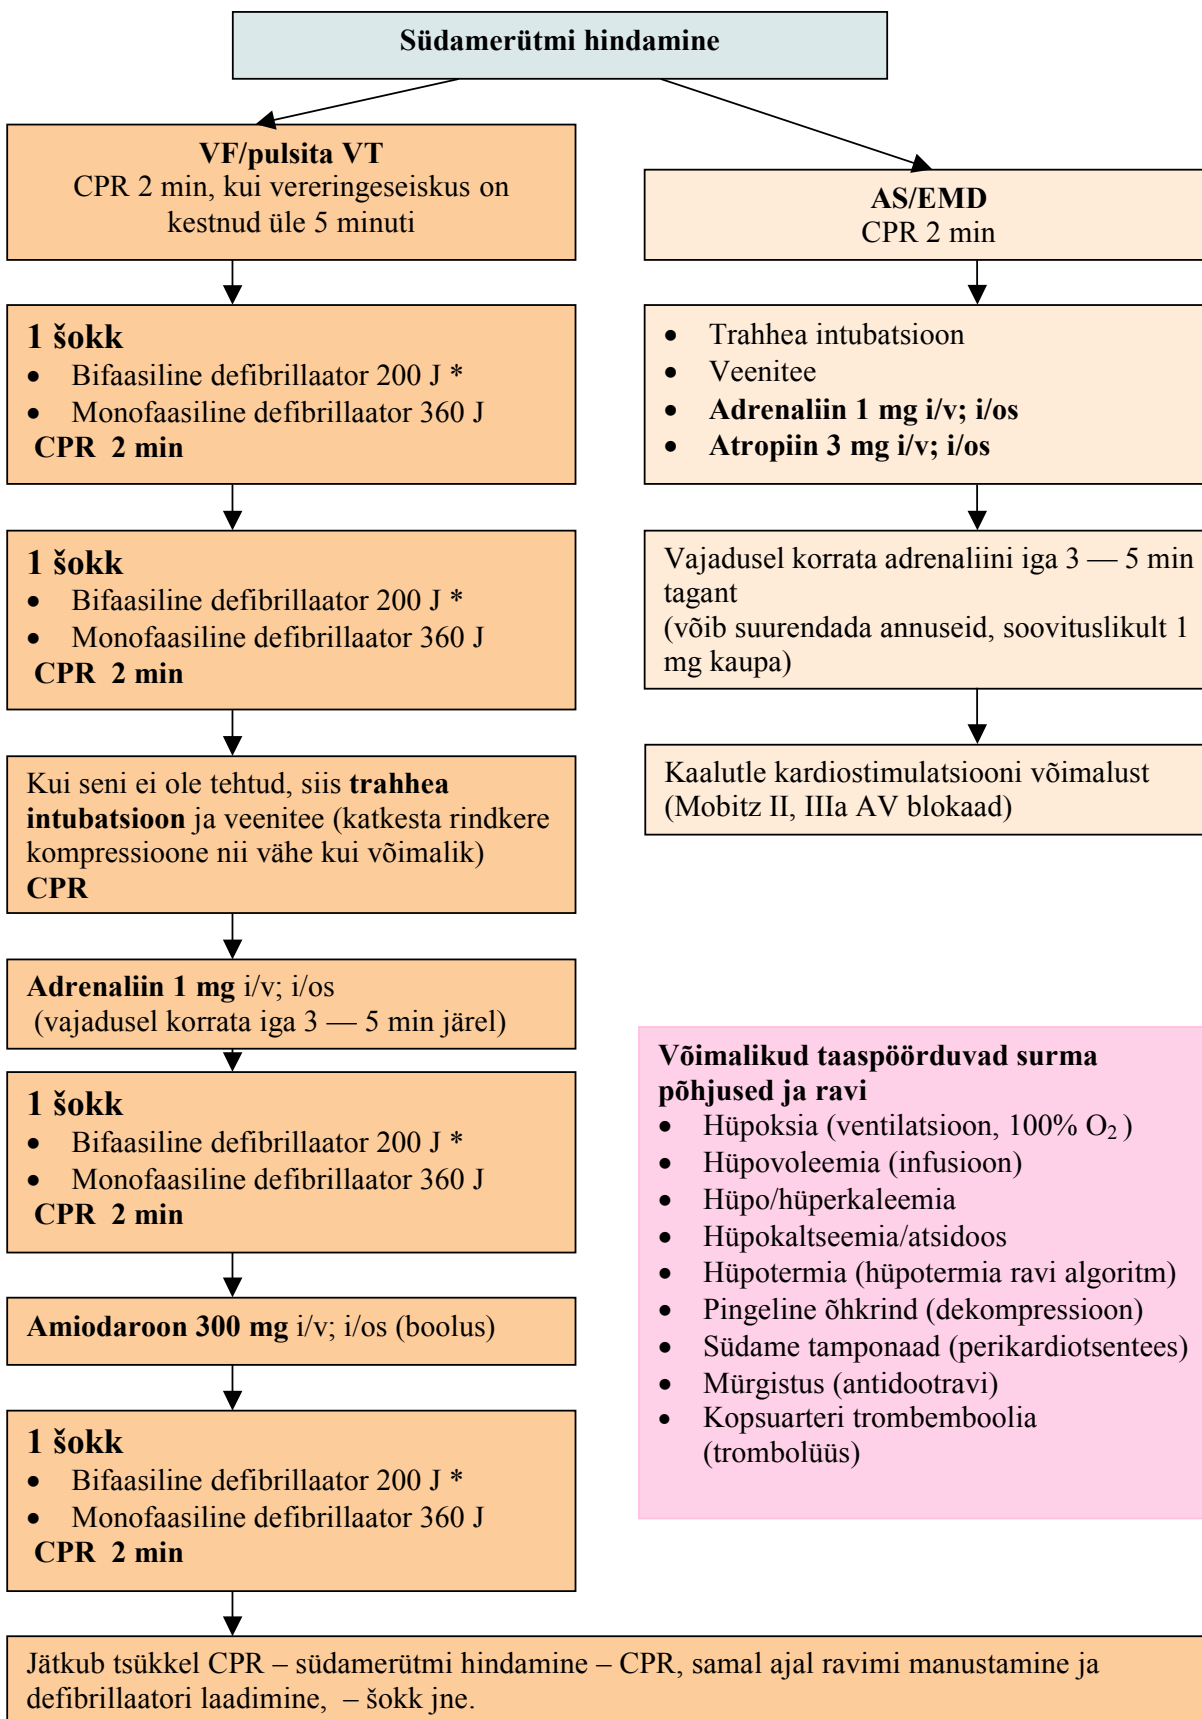 Südamerütmi hindamine
VF/pulsita VT
CPR 2 min, kui vereringeseiskus on
kestnud üle 5 minuti
1 šokk
• Bifaasiline defibrillaator 200 J *
• Monofaasiline defibrillaator 360 J
CPR 2 min
1 šokk
• Bifaasiline defibrillaator 200 J *
• Monofaasiline defibrillaator 360 J
CPR 2 min
Kui seni ei ole tehtud, siis trahhea
intubatsioon ja veenitee (katkesta rindkere
kompressioone nii vähe kui võimalik)
CPR
Adrenaliin 1 mg i/v; i/os
(vajadusel korrata iga 3 — 5 min järel)
1 šokk
• Bifaasiline defibrillaator 200 J *
• Monofaasiline defibrillaator 360 J
CPR 2 min
Amiodaroon 300 mg i/v; i/os (boolus)
1 šokk
• Bifaasiline defibrillaator 200 J *
• Monofaasiline defibrillaator 360 J
CPR 2 min
AS/EMD
CPR 2 min
• Trahhea intubatsioon
• Veenitee
• Adrenaliin 1 mg i/v; i/os
• Atropiin 3 mg i/v; i/os
Vajadusel korrata adrenaliini iga 3 — 5 min
tagant
(võib suurendada annuseid, soovituslikult 1
mg kaupa)
Kaalutle kardiostimulatsiooni võimalust
(Mobitz II, IIIa AV blokaad)
Võimalikud taaspöörduvad surma
põhjused ja ravi
• Hüpoksia (ventilatsioon, 100% O₂ )
• Hüpovoleemia (infusioon)
• Hüpo/hüperkaleemia
• Hüpokaltseemia/atsidoos
• Hüpotermia (hüpotermia ravi algoritm)
• Pingeline õhkrind (dekompressioon)
• Südame tamponaad (perikardiotsentees)
• Mürgistus (antidootravi)
• Kopsuarteri trombemboolia
(trombolüüs)
Jätkub tsükkel CPR – südamerütmi hindamine – CPR, samal ajal ravimi manustamine ja
defibrillaatori laadimine, – šokk jne.